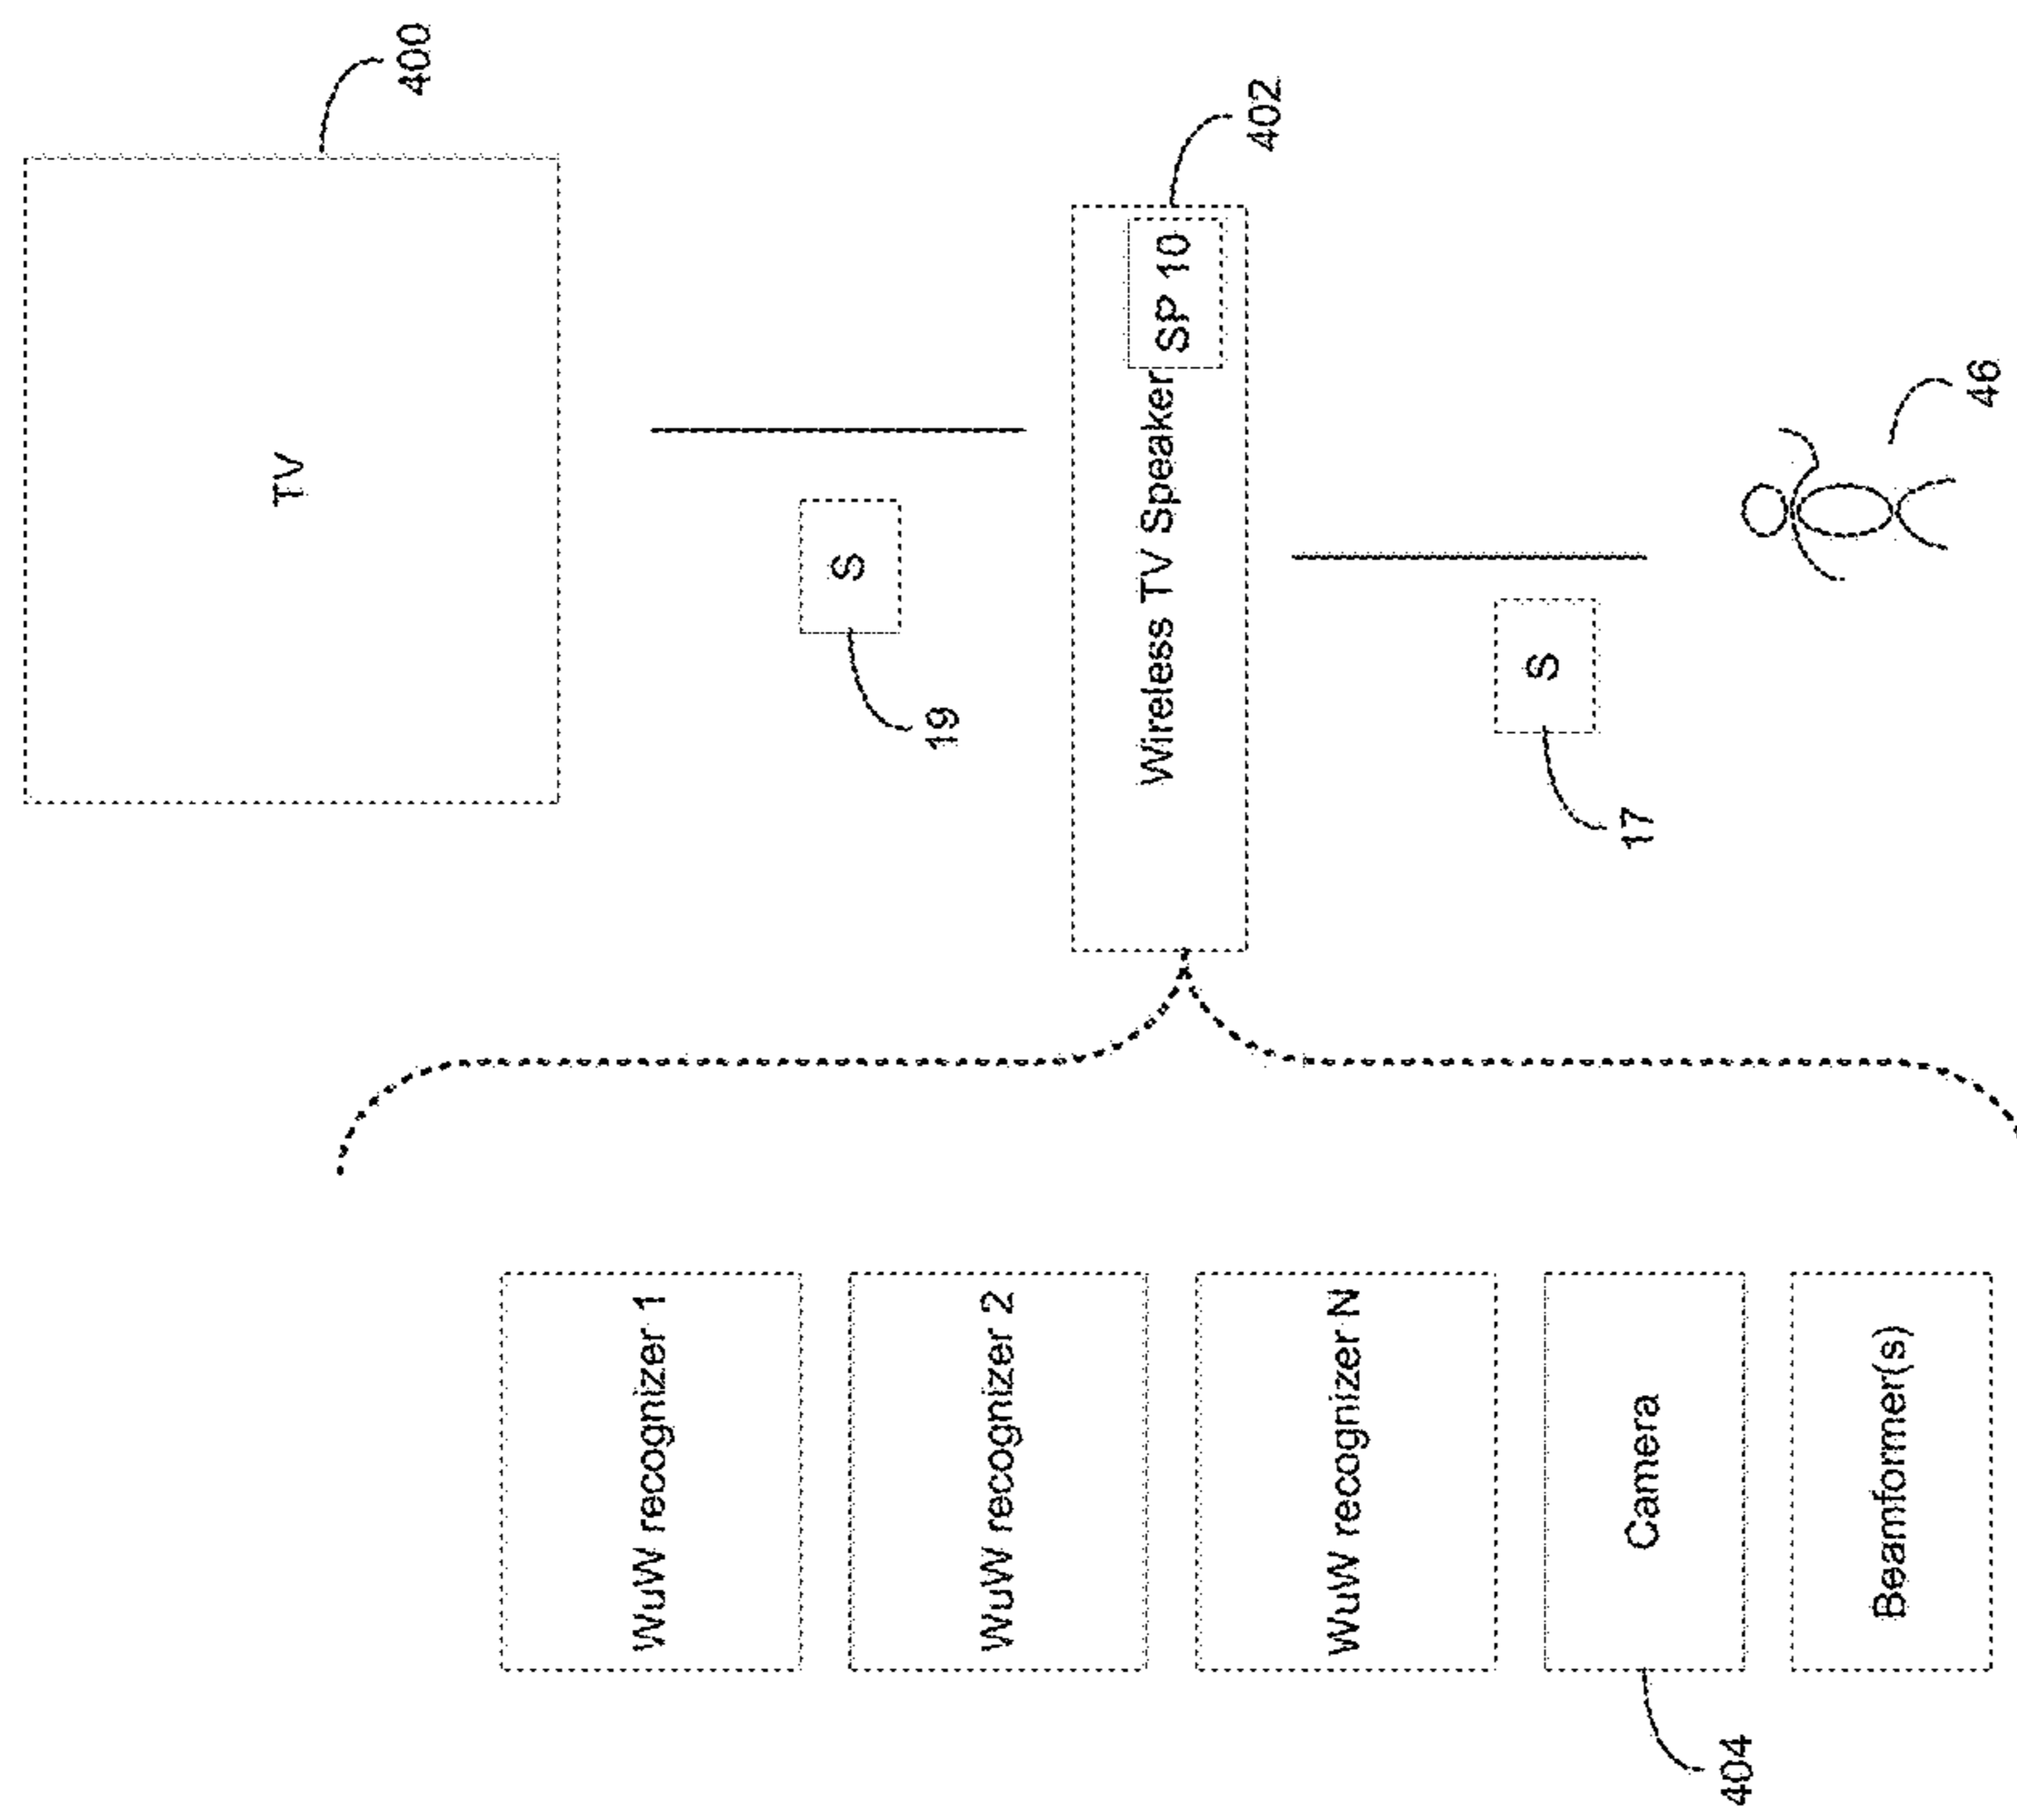 TV
400
S
19
Wireless TV Speaker
SP 10
402
S
17
46
WuW recognizer 1
WuW recognizer 2
WuW recognizer N
Camera
404
Beamformer(s)